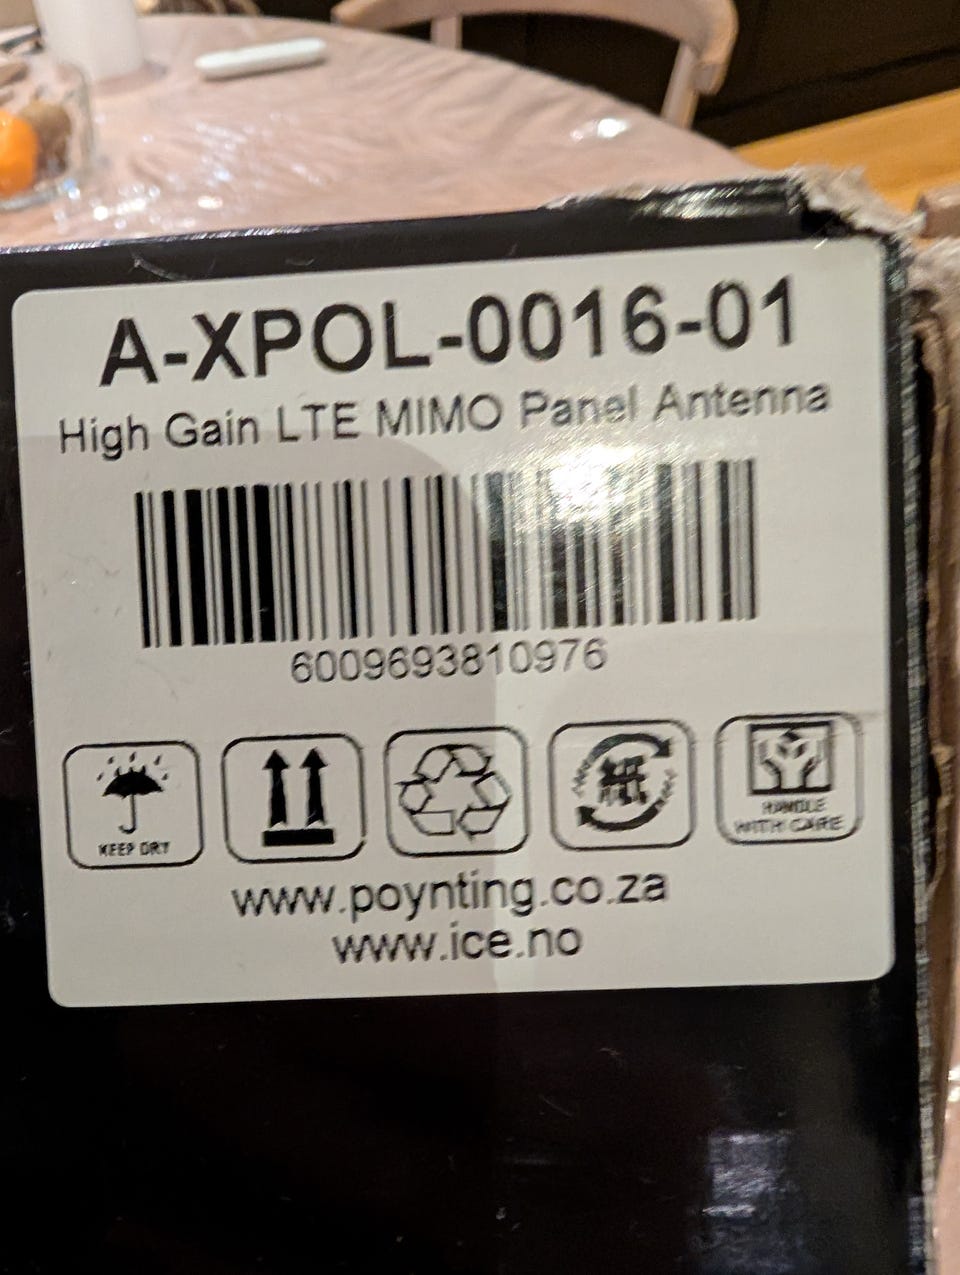 A-XPOL-0016-01
High Gain LTE MIMO Panel Antenna
6009693810976
KEEP DRY
HANDLE
WITH CARE
www.poynting.co.za
www.ice.no